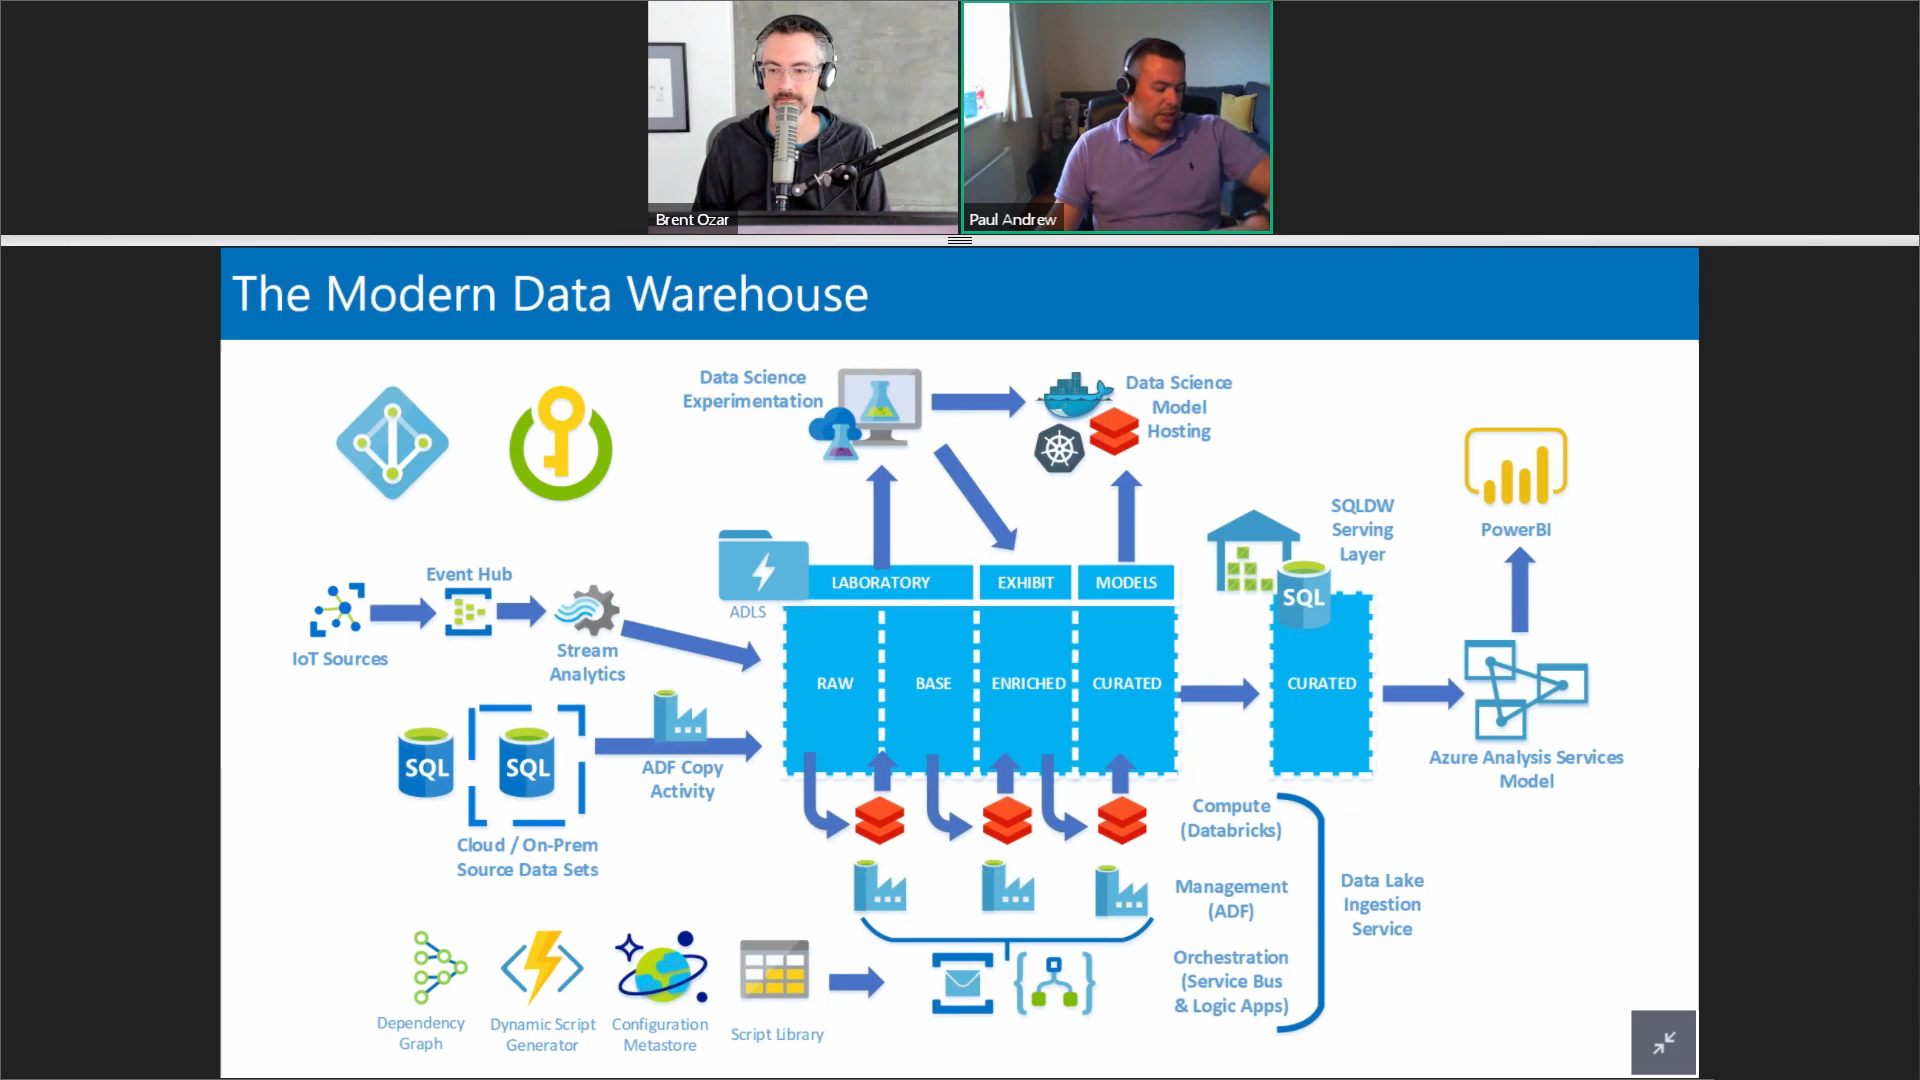 Brent Ozar
Paul Andrew
The Modern Data Warehouse
Data Science
Experimentation
Data Science
Model
Hosting
SQLDW
Serving
Layer
PowerBI
Event Hub
IoT Sources
Stream
Analytics
ADLS
LABORATORY
EXHIBIT
MODELS
RAW
BASE
ENRICHED
CURATED
SQL
CURATED
Azure Analysis Services
Model
SQL
SQL
ADF Copy
Activity
Cloud / On-Prem
Source Data Sets
Compute
(Databricks)
Management
(ADF)
Orchestration
(Service Bus
& Logic Apps)
Data Lake
Ingestion
Service
Dependency
Graph
Dynamic Script
Generator
Configuration
Metastore
Script Library